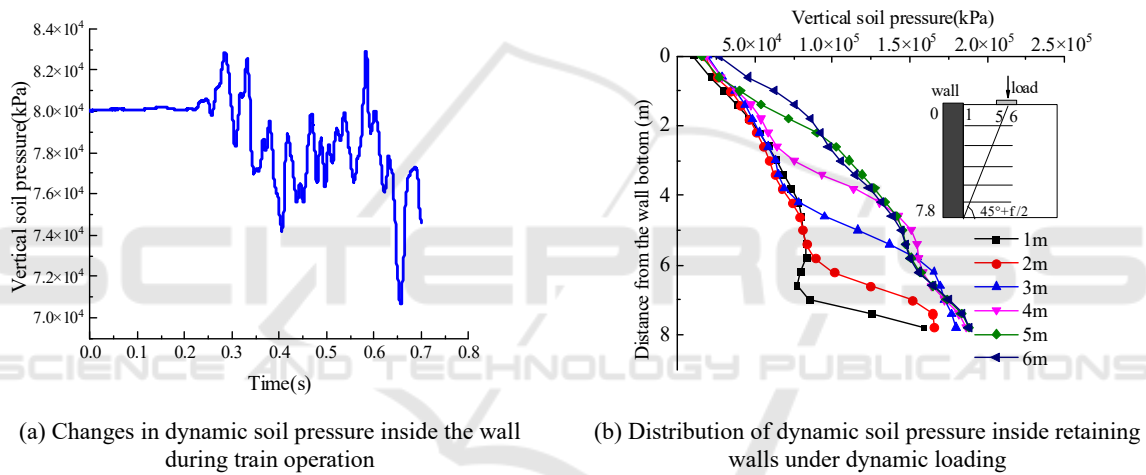 8.4×10⁴
8.2×10⁴
8.0×10⁴
7.8×10⁴
7.6×10⁴
7.4×10⁴
7.2×10⁴
7.0×10⁴
Vertical soil pressure(kPa)
0.0 0.1 0.2 0.3 0.4 0.5 0.6 0.7 0.8
Time(s)
(a) Changes in dynamic soil pressure inside the wall
during train operation
Vertical soil pressure(kPa)
5.0×10⁴ 1.0×10⁵ 1.5×10⁵ 2.0×10⁵ 2.5×10⁵
0
2
4
6
8
Distance from the wall bottom (m)
wall
load
0 1 5 6
7.8
45°+f/2
1m
2m
3m
4m
5m
6m
(b) Distribution of dynamic soil pressure inside retaining
walls under dynamic loading
SCITEPRESS
SCIENCE AND TECHNOLOGY PUBLICATIONS